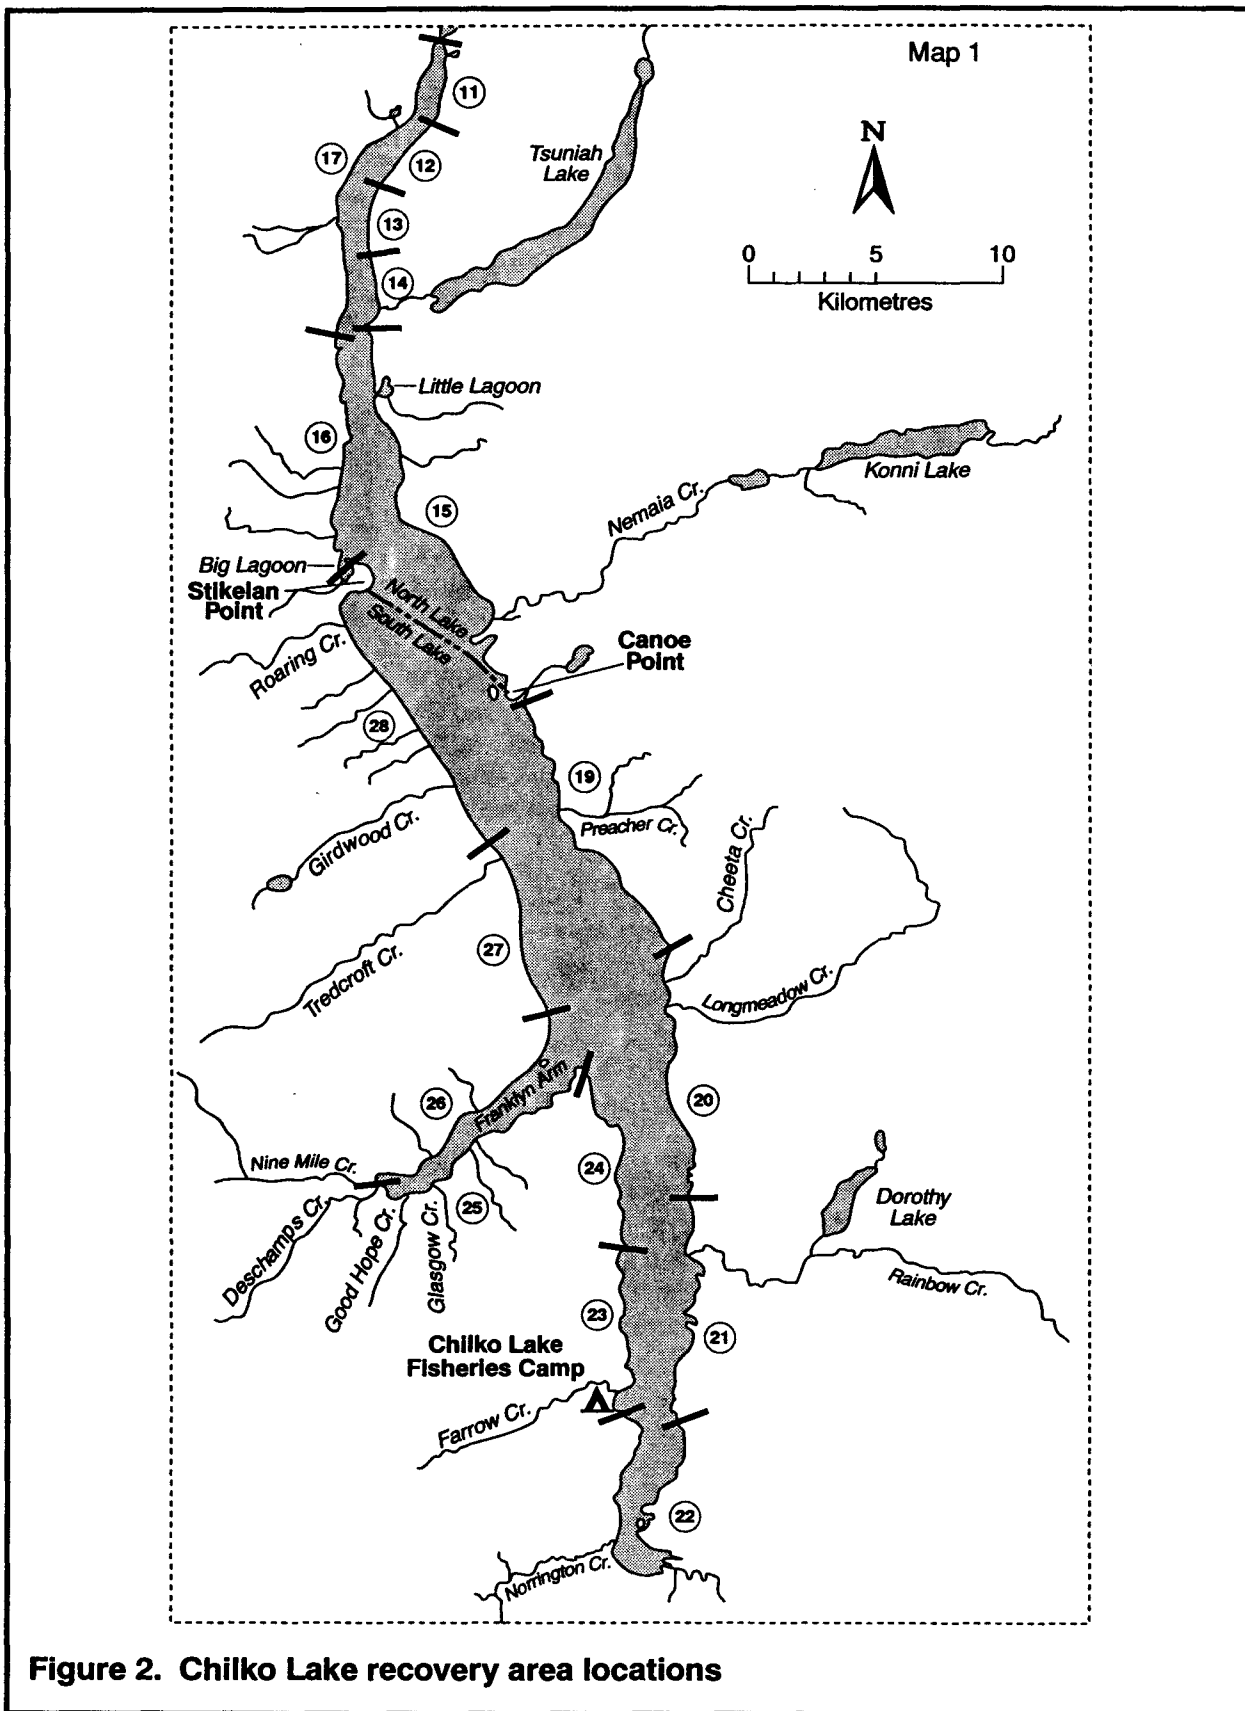 Map 1
11
N
17
12
Tsuniah
Lake
13
0 5 10
14
Kilometres
Little Lagoon
16
Konni Lake
15
Nemaia Cr.
Big Lagoon
Stikelan
Point
North Lake
South Lake
Canoe
Point
Roaring Cr.
28
19
Preacher Cr.
Girdwood Cr.
Cheeta Cr.
27
Tredcroft Cr.
Longmeadow Cr.
Franklyn Arm
26
20
Nine Mile Cr.
24
Dorothy
Lake
25
Deschamps Cr.
Good Hope Cr.
Glasgow Cr.
Rainbow Cr.
23
21
Chilko Lake
Fisheries Camp
Farrow Cr.
22
Norrington Cr.
Figure 2. Chilko Lake recovery area locations